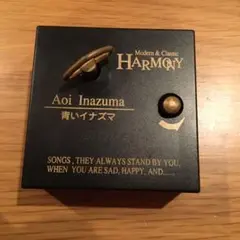 Modern & Classic
HARMONY
Aoi Inazuma
青いイナズマ
SONGS, THEY ALWAYS STAND BY YOU,
WHEN YOU ARE SAD, HAPPY, AND......